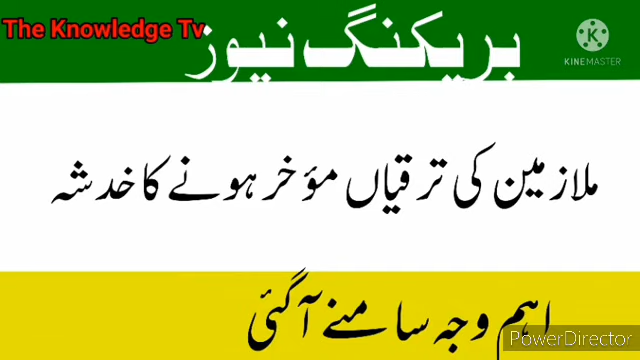 The Knowledge Tv
بریکنگ نیوز
KINEMASTER
ملازمین کی ترقیاں مؤخر ہونے کا خدشہ
اہم وجہ سامنے آگئی
PowerDirector